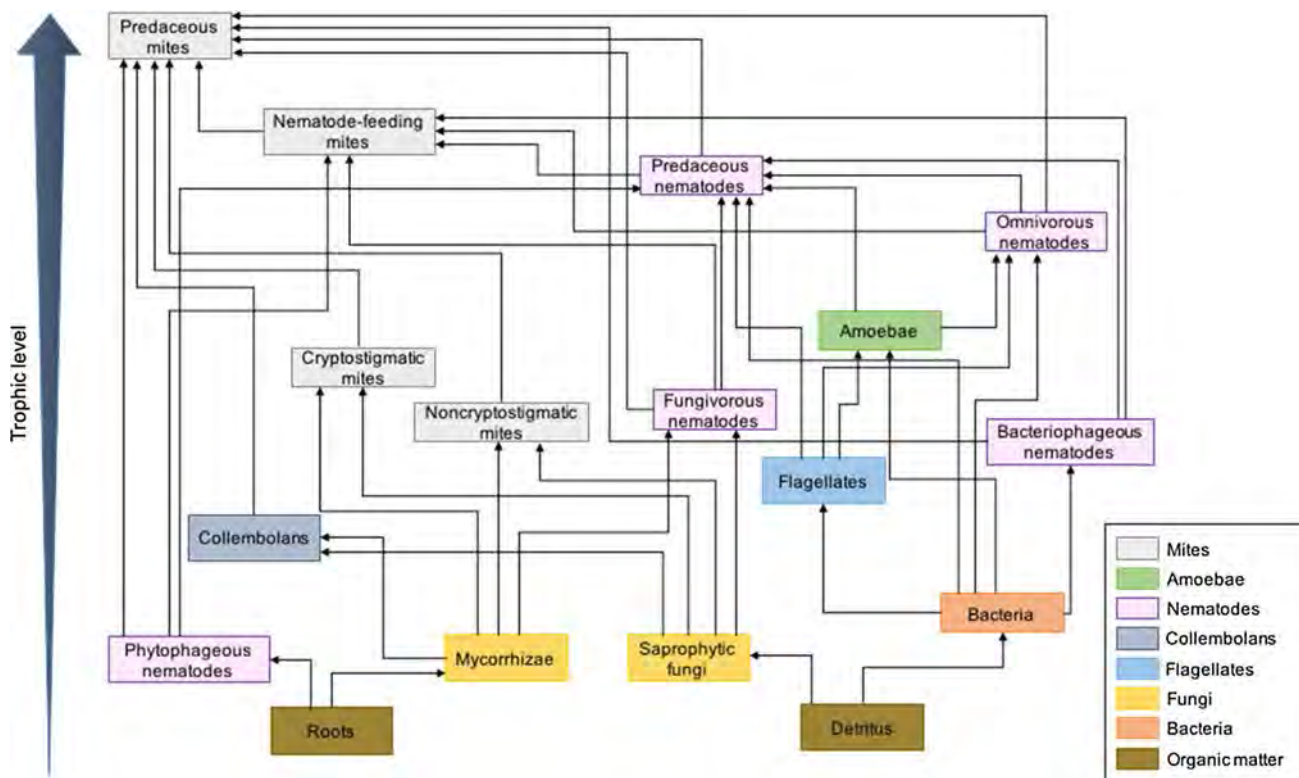 Predaceous
mites
Nematode-feeding
mites
Predaceous
nematodes
Omnivorous
nematodes
Amoebae
Cryptostigmatic
mites
Noncryptostigmatic
mites
Fungivorous
nematodes
Bacteriophageous
nematodes
Flagellates
Collembolans
Bacteria
Phytophageous
nematodes
Mycorrhizae
Saprophytic
fungi
Roots
Detritus
Trophic level
Mites
Amoebae
Nematodes
Collembolans
Flagellates
Fungi
Bacteria
Organic matter